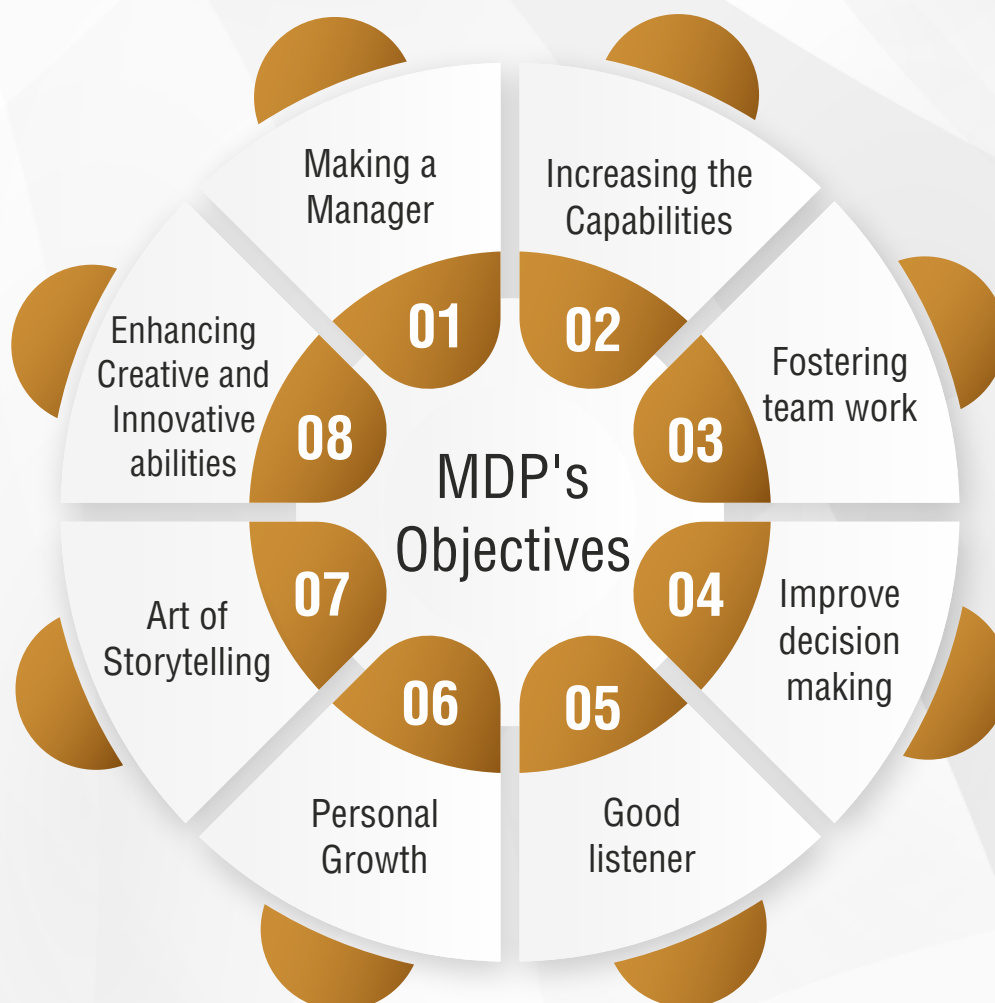 MDP's
Objectives
01
Making a
Manager
02
Increasing the
Capabilities
03
Fostering
team work
04
Improve
decision
making
05
Good
listener
06
Personal
Growth
07
Art of
Storytelling
08
Enhancing
Creative and
Innovative
abilities